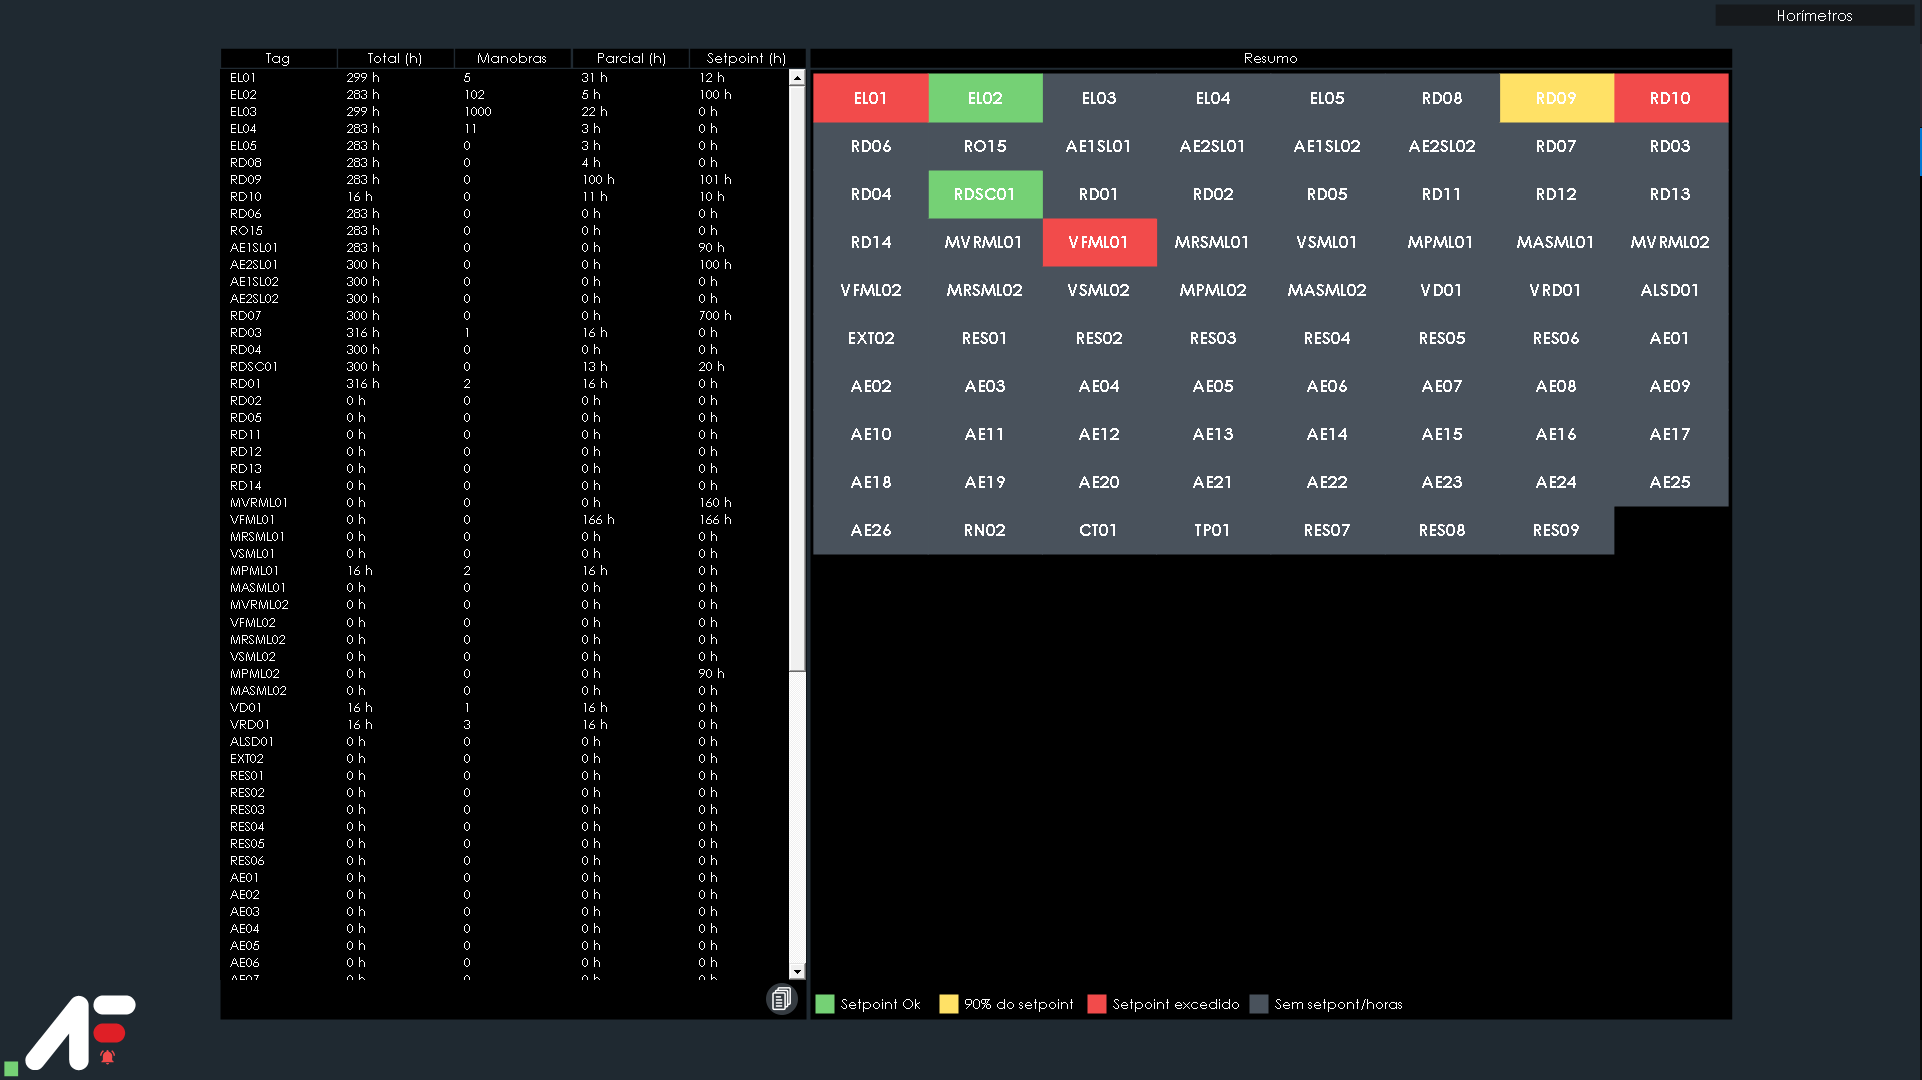 Horímetros
Tag Total (h) Manobras Parcial (h) Setpoint (h)
EL01 299 h 5 31 h 12 h
EL02 283 h 102 5 h 100 h
EL03 299 h 1000 22 h 0 h
EL04 283 h 11 3 h 0 h
EL05 283 h 0 3 h 0 h
RD08 283 h 0 4 h 0 h
RD09 283 h 0 100 h 101 h
RD10 16 h 0 11 h 10 h
RD06 283 h 0 0 h 0 h
RO15 283 h 0 0 h 0 h
AE1SL01 283 h 0 0 h 90 h
AE2SL01 300 h 0 0 h 100 h
AE1SL02 300 h 0 0 h 0 h
AE2SL02 300 h 0 0 h 0 h
RD07 300 h 0 0 h 700 h
RD03 316 h 1 16 h 0 h
RD04 300 h 0 0 h 0 h
RDSC01 300 h 0 13 h 20 h
RD01 316 h 2 16 h 0 h
RD02 0 h 0 0 h 0 h
RD05 0 h 0 0 h 0 h
RD11 0 h 0 0 h 0 h
RD12 0 h 0 0 h 0 h
RD13 0 h 0 0 h 0 h
RD14 0 h 0 0 h 0 h
MVRML01 0 h 0 0 h 160 h
VFML01 0 h 0 166 h 166 h
MRSML01 0 h 0 0 h 0 h
VSML01 0 h 0 0 h 0 h
MPML01 16 h 2 16 h 0 h
MASML01 0 h 0 0 h 0 h
MVRML02 0 h 0 0 h 0 h
VFML02 0 h 0 0 h 0 h
MRSML02 0 h 0 0 h 0 h
VSML02 0 h 0 0 h 0 h
MPML02 0 h 0 0 h 90 h
MASML02 0 h 0 0 h 0 h
VD01 16 h 1 16 h 0 h
VRD01 16 h 3 16 h 0 h
ALSD01 0 h 0 0 h 0 h
EXT02 0 h 0 0 h 0 h
RES01 0 h 0 0 h 0 h
RES02 0 h 0 0 h 0 h
RES03 0 h 0 0 h 0 h
RES04 0 h 0 0 h 0 h
RES05 0 h 0 0 h 0 h
RES06 0 h 0 0 h 0 h
AE01 0 h 0 0 h 0 h
AE02 0 h 0 0 h 0 h
AE03 0 h 0 0 h 0 h
AE04 0 h 0 0 h 0 h
AE05 0 h 0 0 h 0 h
AE06 0 h 0 0 h 0 h
AE07 0 h 0 0 h 0 h
Resumo
EL01 EL02 EL03 EL04 EL05 RD08 RD09 RD10
RD06 RO15 AE1SL01 AE2SL01 AE1SL02 AE2SL02 RD07 RD03
RD04 RDSC01 RD01 RD02 RD05 RD11 RD12 RD13
RD14 MVRML01 VFML01 MRSML01 VSML01 MPML01 MASML01 MVRML02
VFML02 MRSML02 VSML02 MPML02 MASML02 VD01 VRD01 ALSD01
EXT02 RES01 RES02 RES03 RES04 RES05 RES06 AE01
AE02 AE03 AE04 AE05 AE06 AE07 AE08 AE09
AE10 AE11 AE12 AE13 AE14 AE15 AE16 AE17
AE18 AE19 AE20 AE21 AE22 AE23 AE24 AE25
AE26 RN02 CT01 TP01 RES07 RES08 RES09
Setpoint Ok 90% do setpoint Setpoint excedido Sem setpont/horas